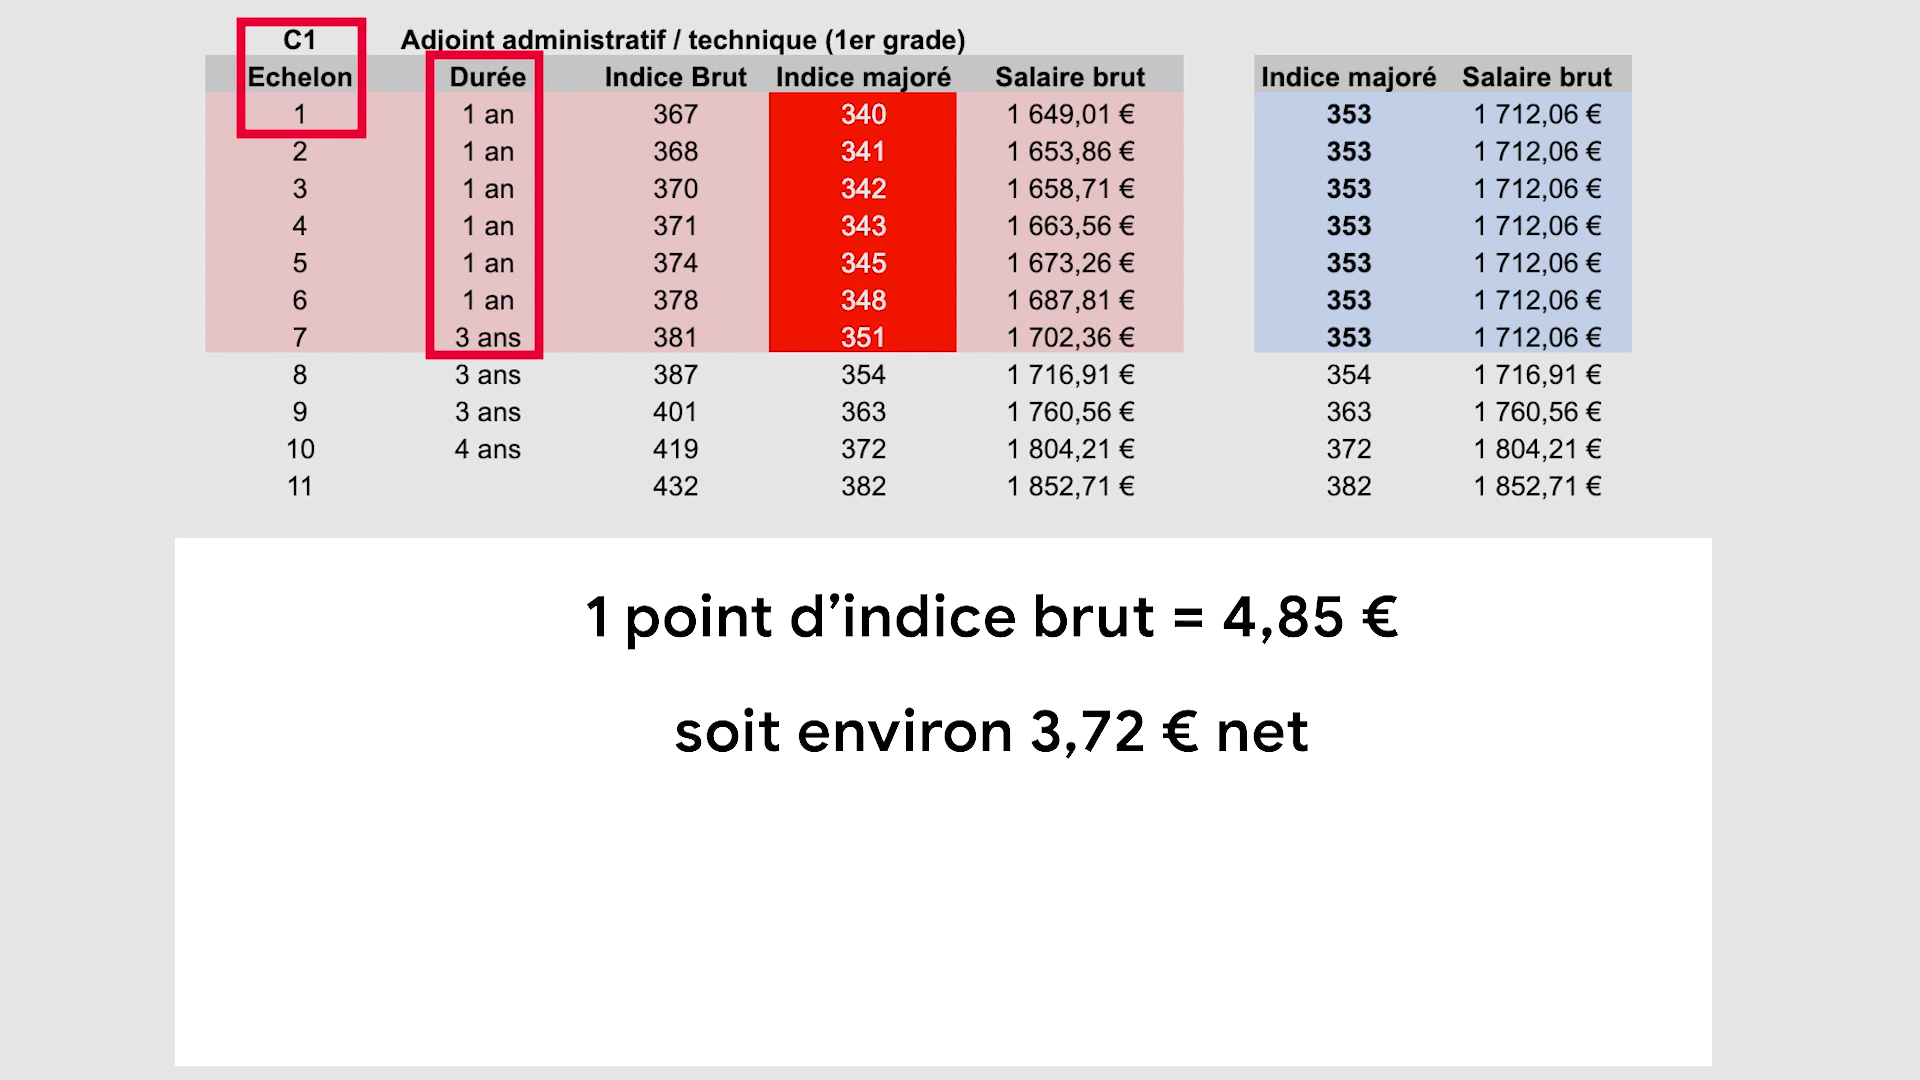 C1 Adjoint administratif / technique (1er grade)
Echelon Durée Indice Brut Indice majoré Salaire brut Indice majoré Salaire brut
1 1 an 367 340 1 649,01 € 353 1 712,06 €
2 1 an 368 341 1 653,86 € 353 1 712,06 €
3 1 an 370 342 1 658,71 € 353 1 712,06 €
4 1 an 371 343 1 663,56 € 353 1 712,06 €
5 1 an 374 345 1 673,26 € 353 1 712,06 €
6 1 an 378 348 1 687,81 € 353 1 712,06 €
7 3 ans 381 351 1 702,36 € 353 1 712,06 €
8 3 ans 387 354 1 716,91 € 354 1 716,91 €
9 3 ans 401 363 1 760,56 € 363 1 760,56 €
10 4 ans 419 372 1 804,21 € 372 1 804,21 €
11 432 382 1 852,71 € 382 1 852,71 €
1 point d’indice brut = 4,85 €
soit environ 3,72 € net